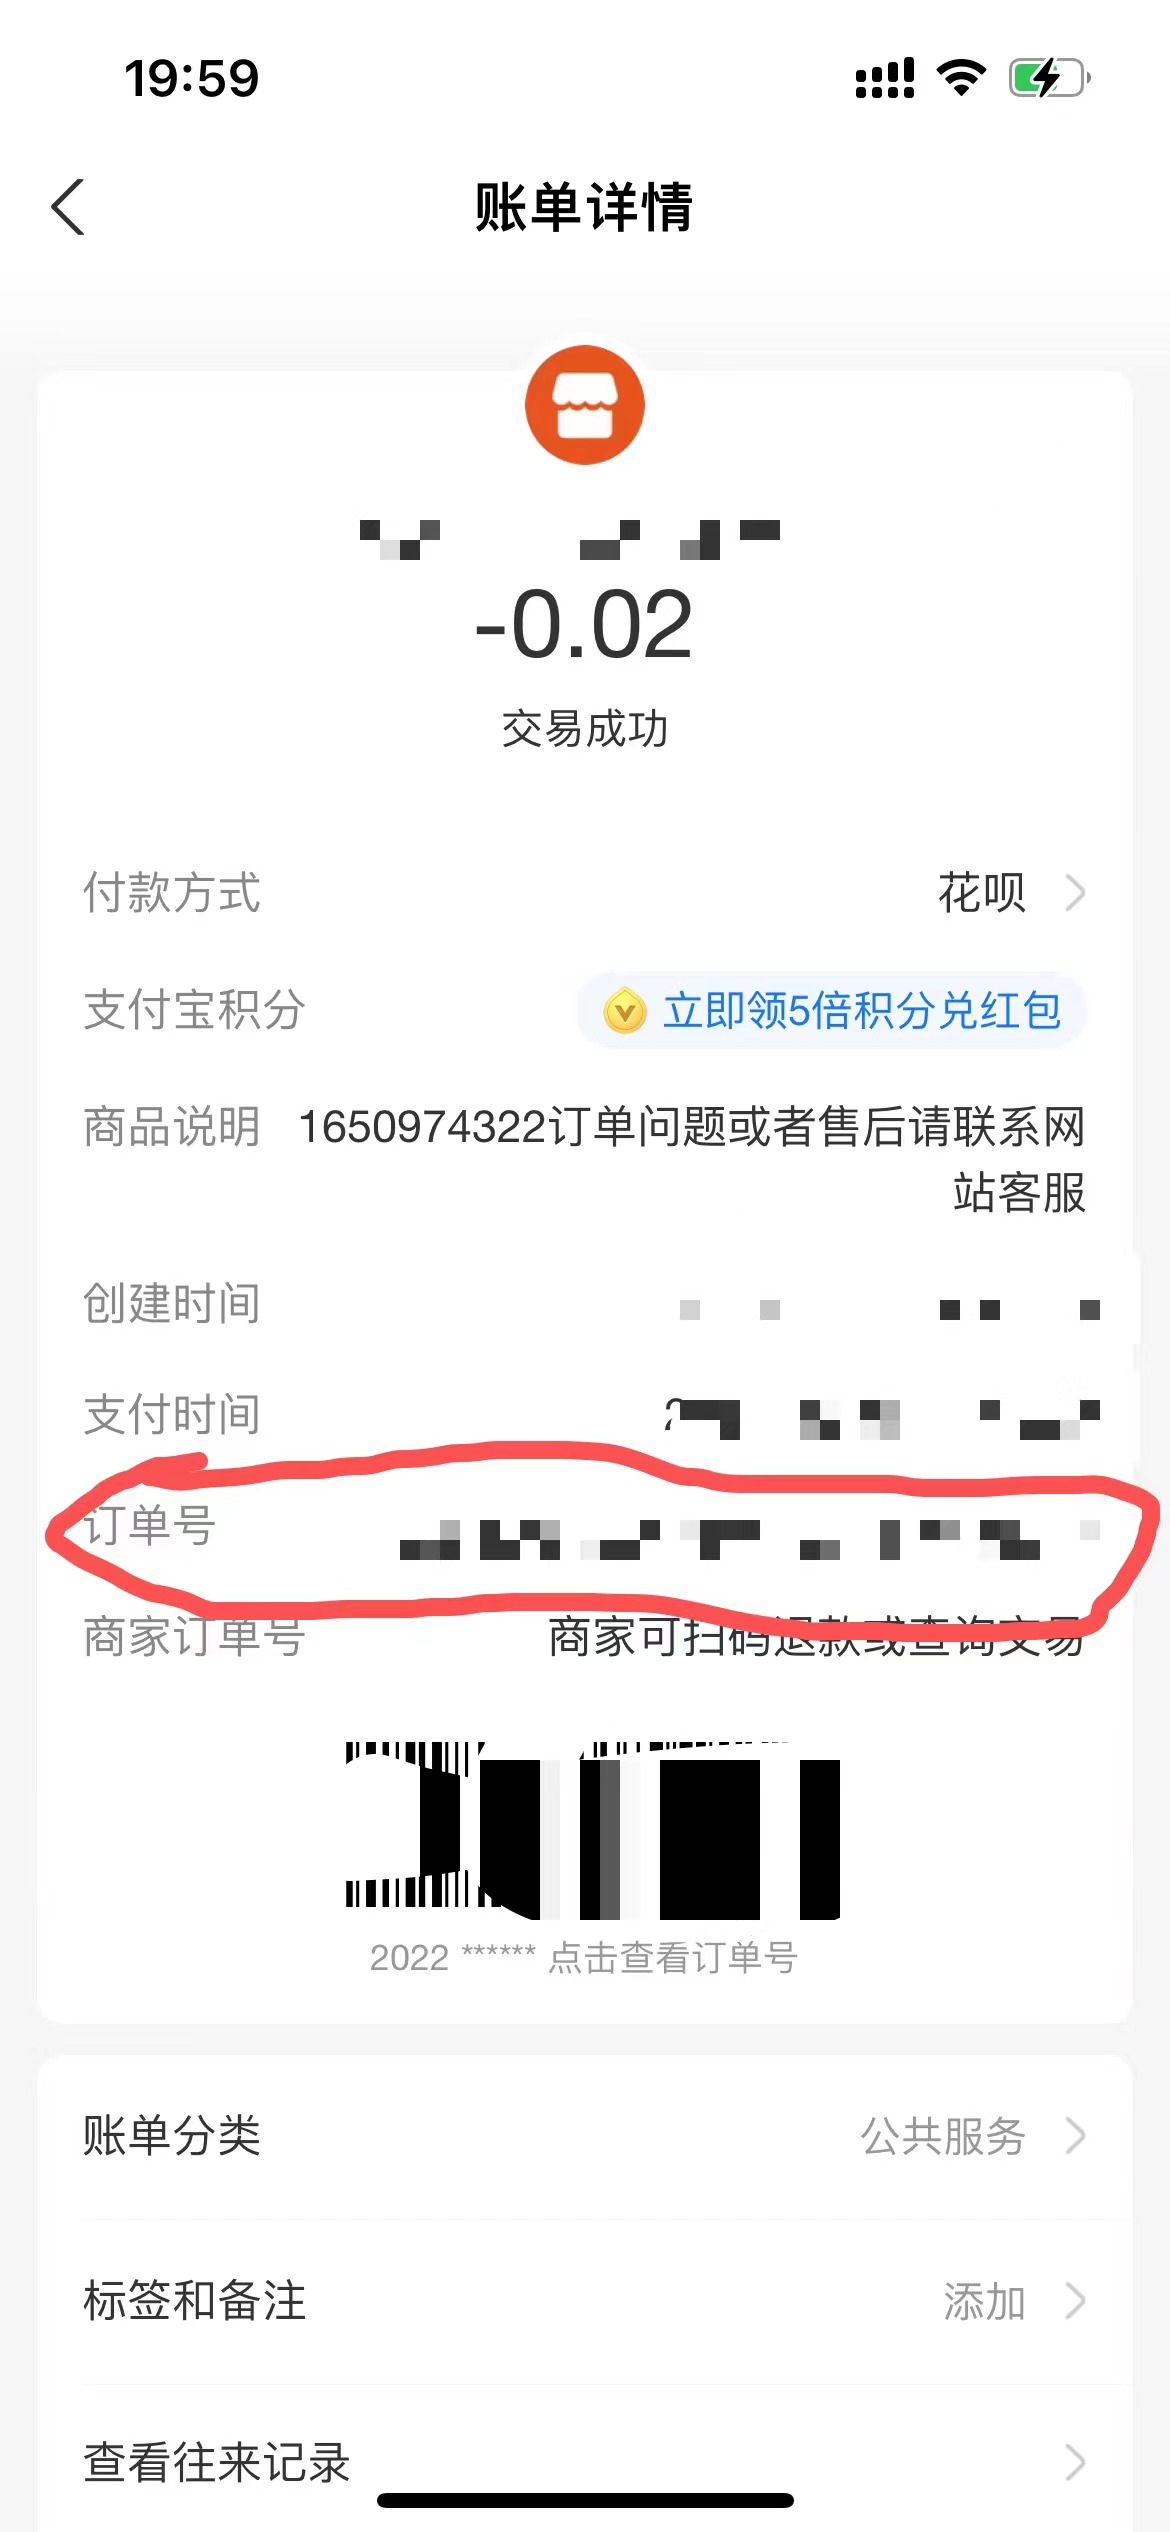 19:59
账单详情
-0.02
交易成功
付款方式 花呗
支付宝积分 立即领5倍积分兑红包
商品说明 1650974322订单问题或者售后请联系网
站客服
创建时间
支付时间
订单号
商家订单号 商家可扫码退款或查询交易
2022 ****** 点击查看订单号
账单分类 公共服务
标签和备注 添加
查看往来记录